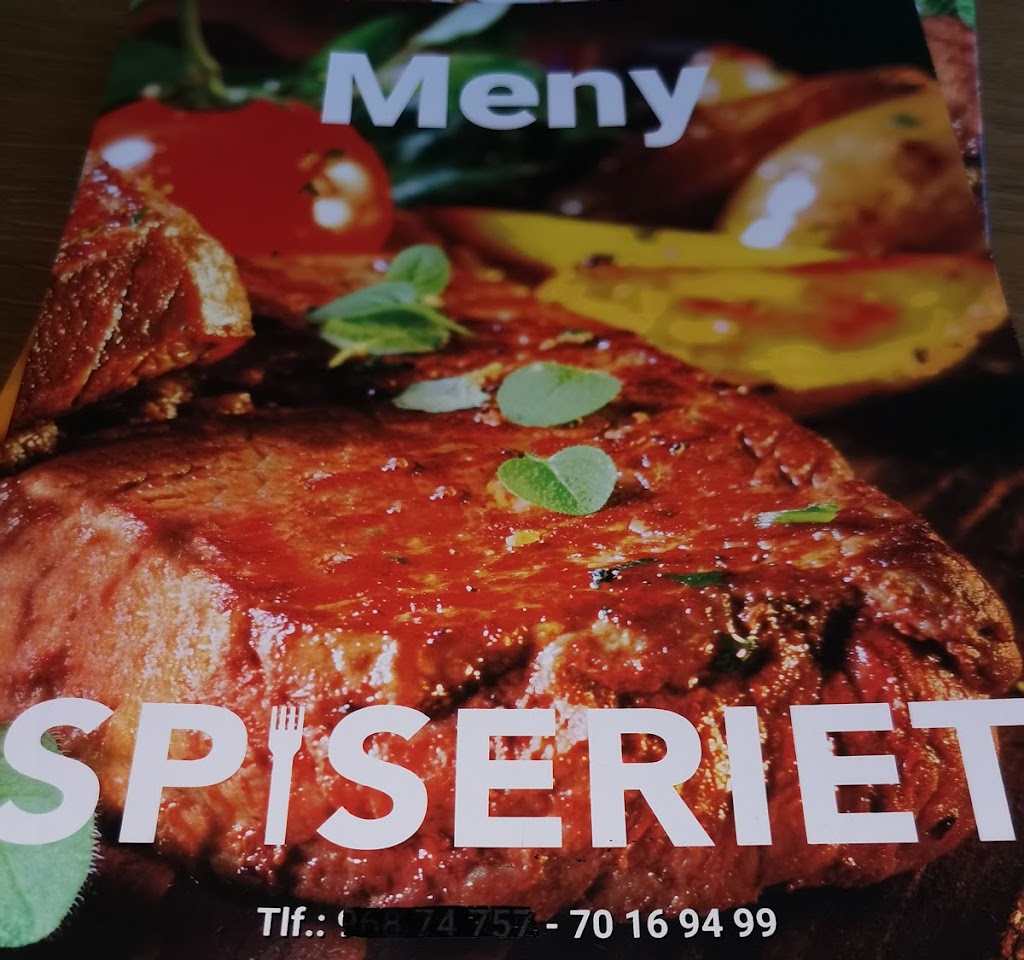 Meny
SPISERIET
Tlf.: - 70 16 94 99